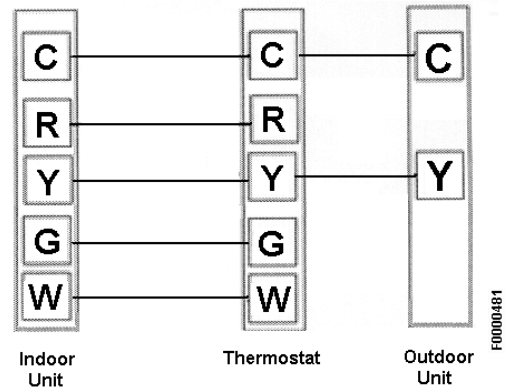 C C C
R R
Y Y Y
G G
W W
Indoor Unit
Thermostat
Outdoor Unit
F0000481